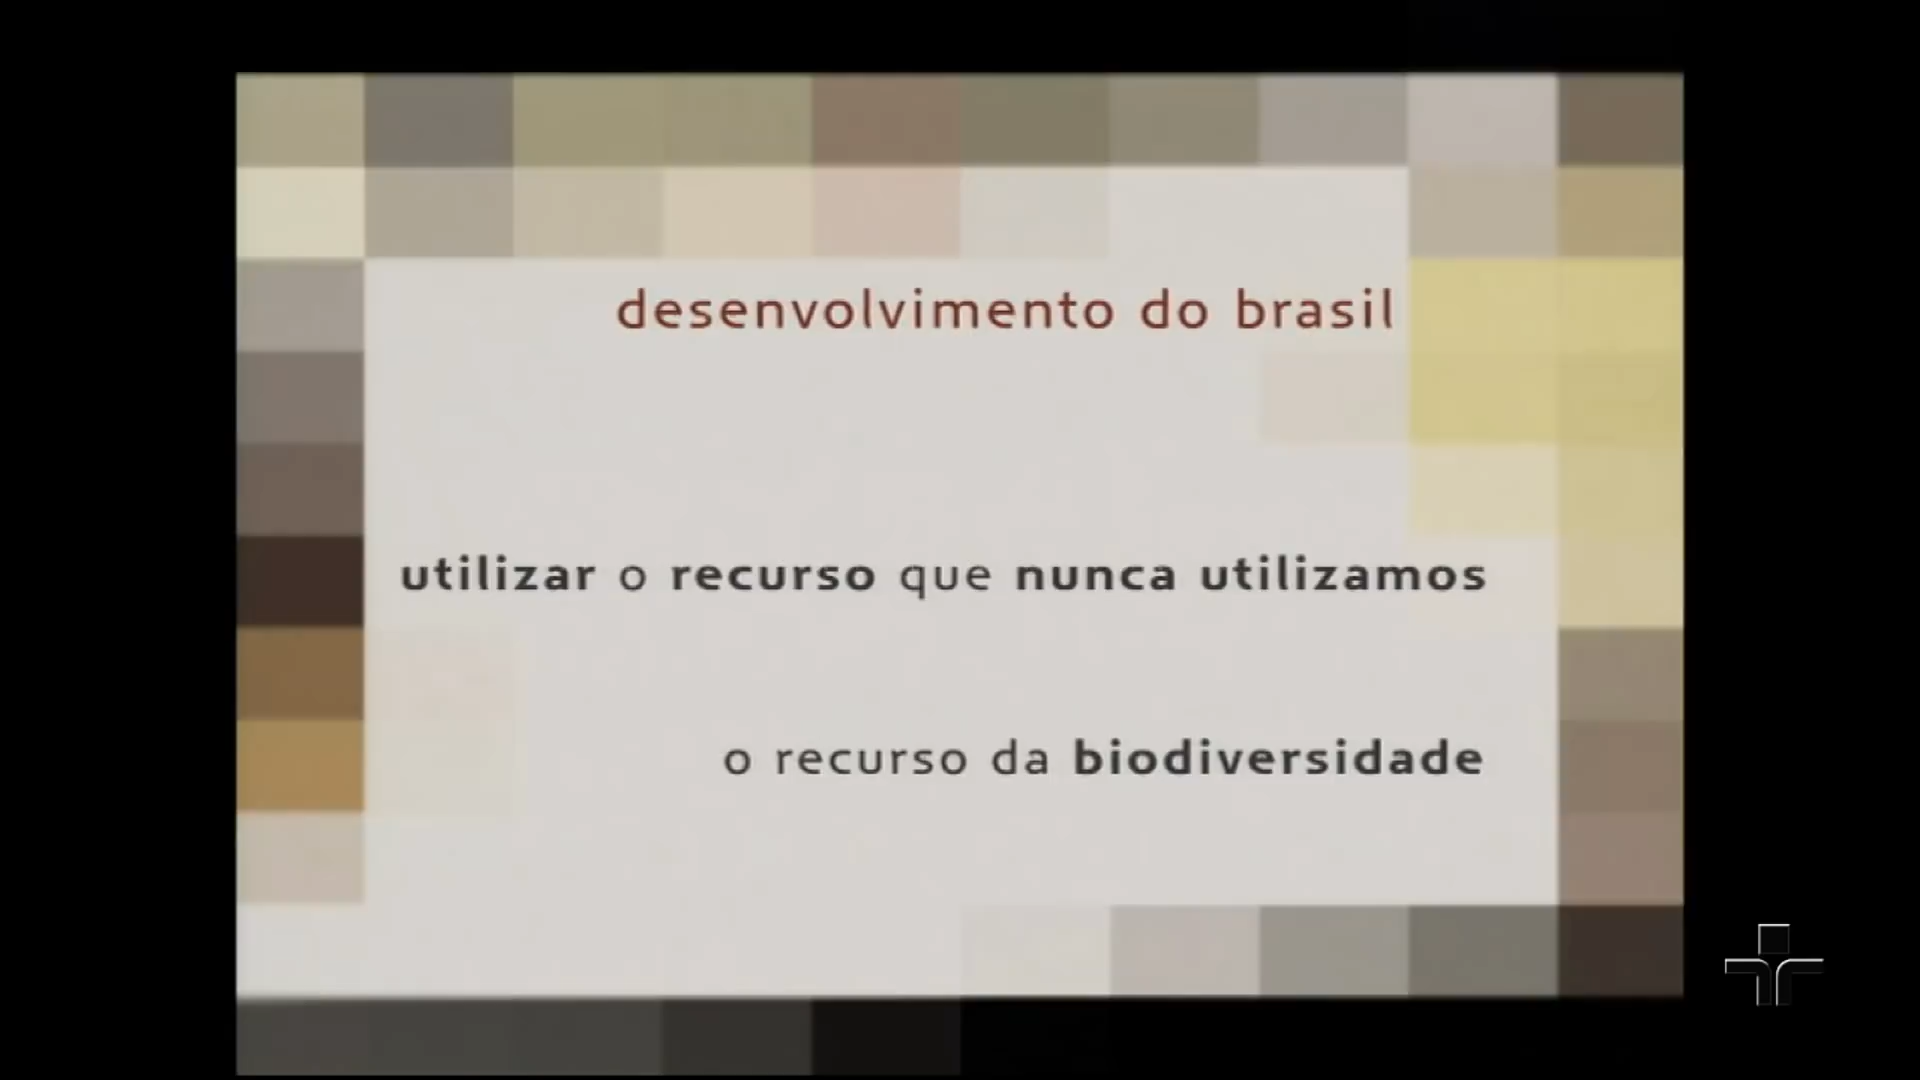 desenvolvimento do brasil
utilizar o recurso que nunca utilizamos
o recurso da biodiversidade